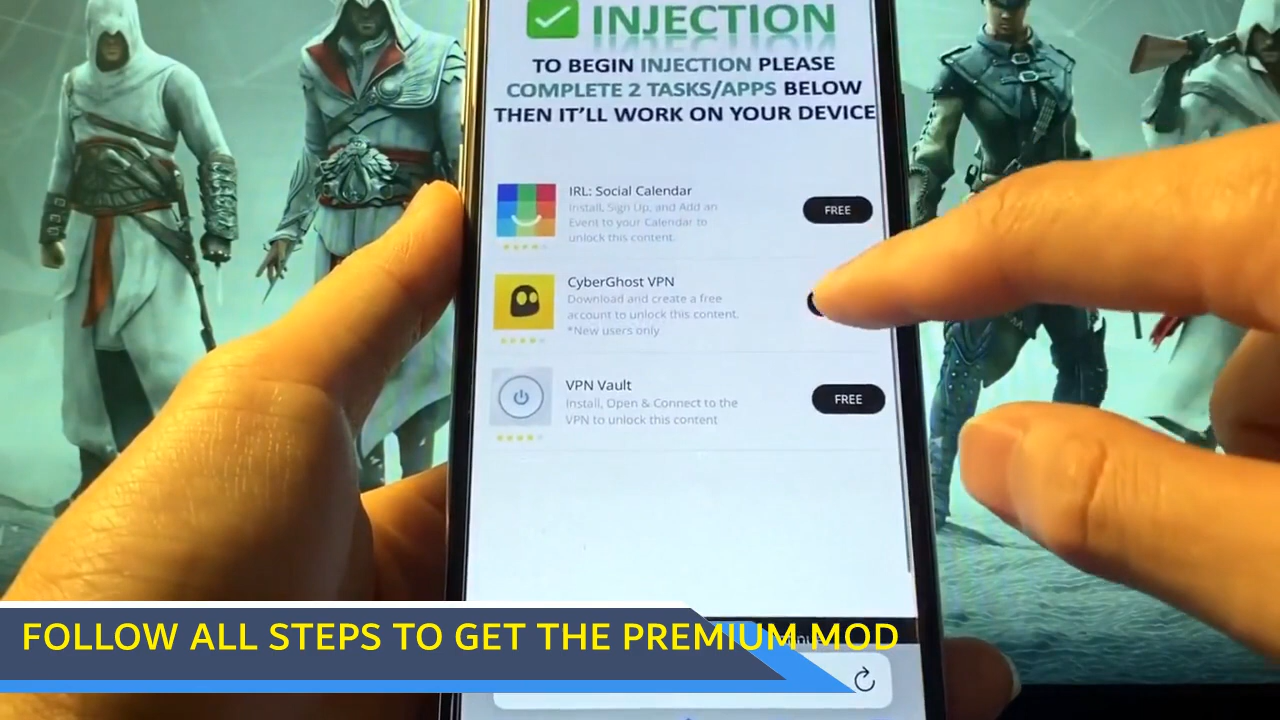 INJECTION
TO BEGIN INJECTION PLEASE
COMPLETE 2 TASKS/APPS BELOW
THEN IT'LL WORK ON YOUR DEVICE
IRL: Social Calendar
Install, Sign Up, and Add an
Event to your Calendar to
unlock this content.
FREE
CyberGhost VPN
Download and create a free
account to unlock this content.
*New users only
VPN Vault
Install, Open & Connect to the
VPN to unlock this content
FREE
FOLLOW ALL STEPS TO GET THE PREMIUM MOD